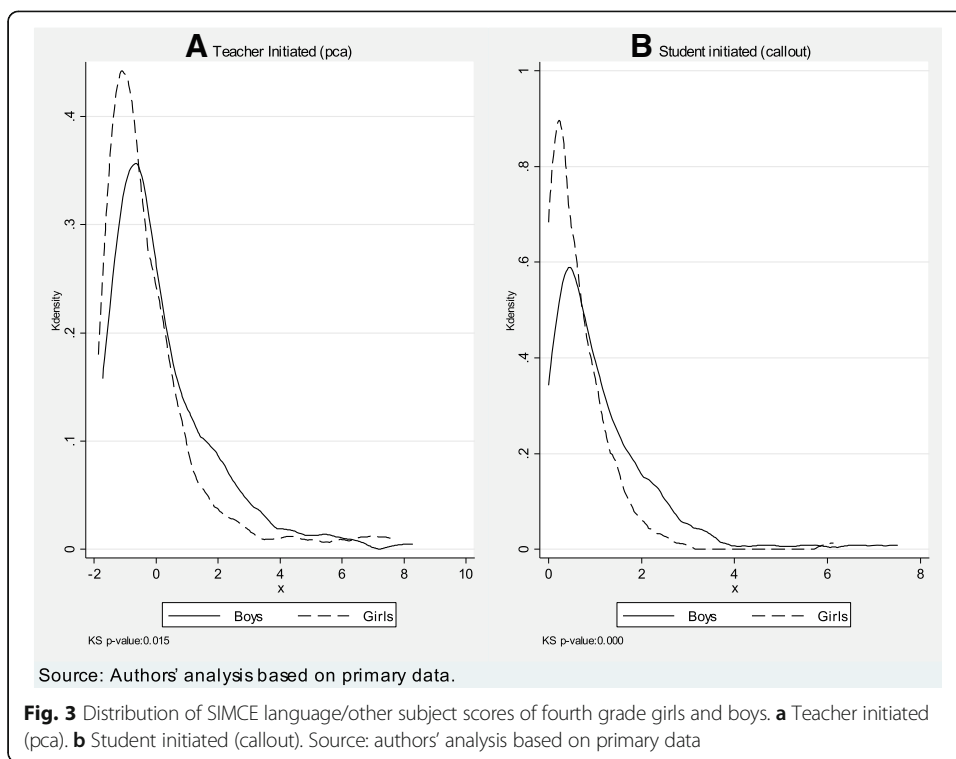 A Teacher Initiated (pca)
B Student initiated (callout)
Kdensity
0 .1 .2 .3 .4
-2 0 2 4 6 8 10
x
Boys Girls
KS p-value:0.015
Kdensity
0 .2 .4 .6 .8 1
0 2 4 6 8
x
Boys Girls
KS p-value:0.000
Source: Authors' analysis based on primary data.
Fig. 3 Distribution of SIMCE language/other subject scores of fourth grade girls and boys. a Teacher initiated
(pca). b Student initiated (callout). Source: authors' analysis based on primary data